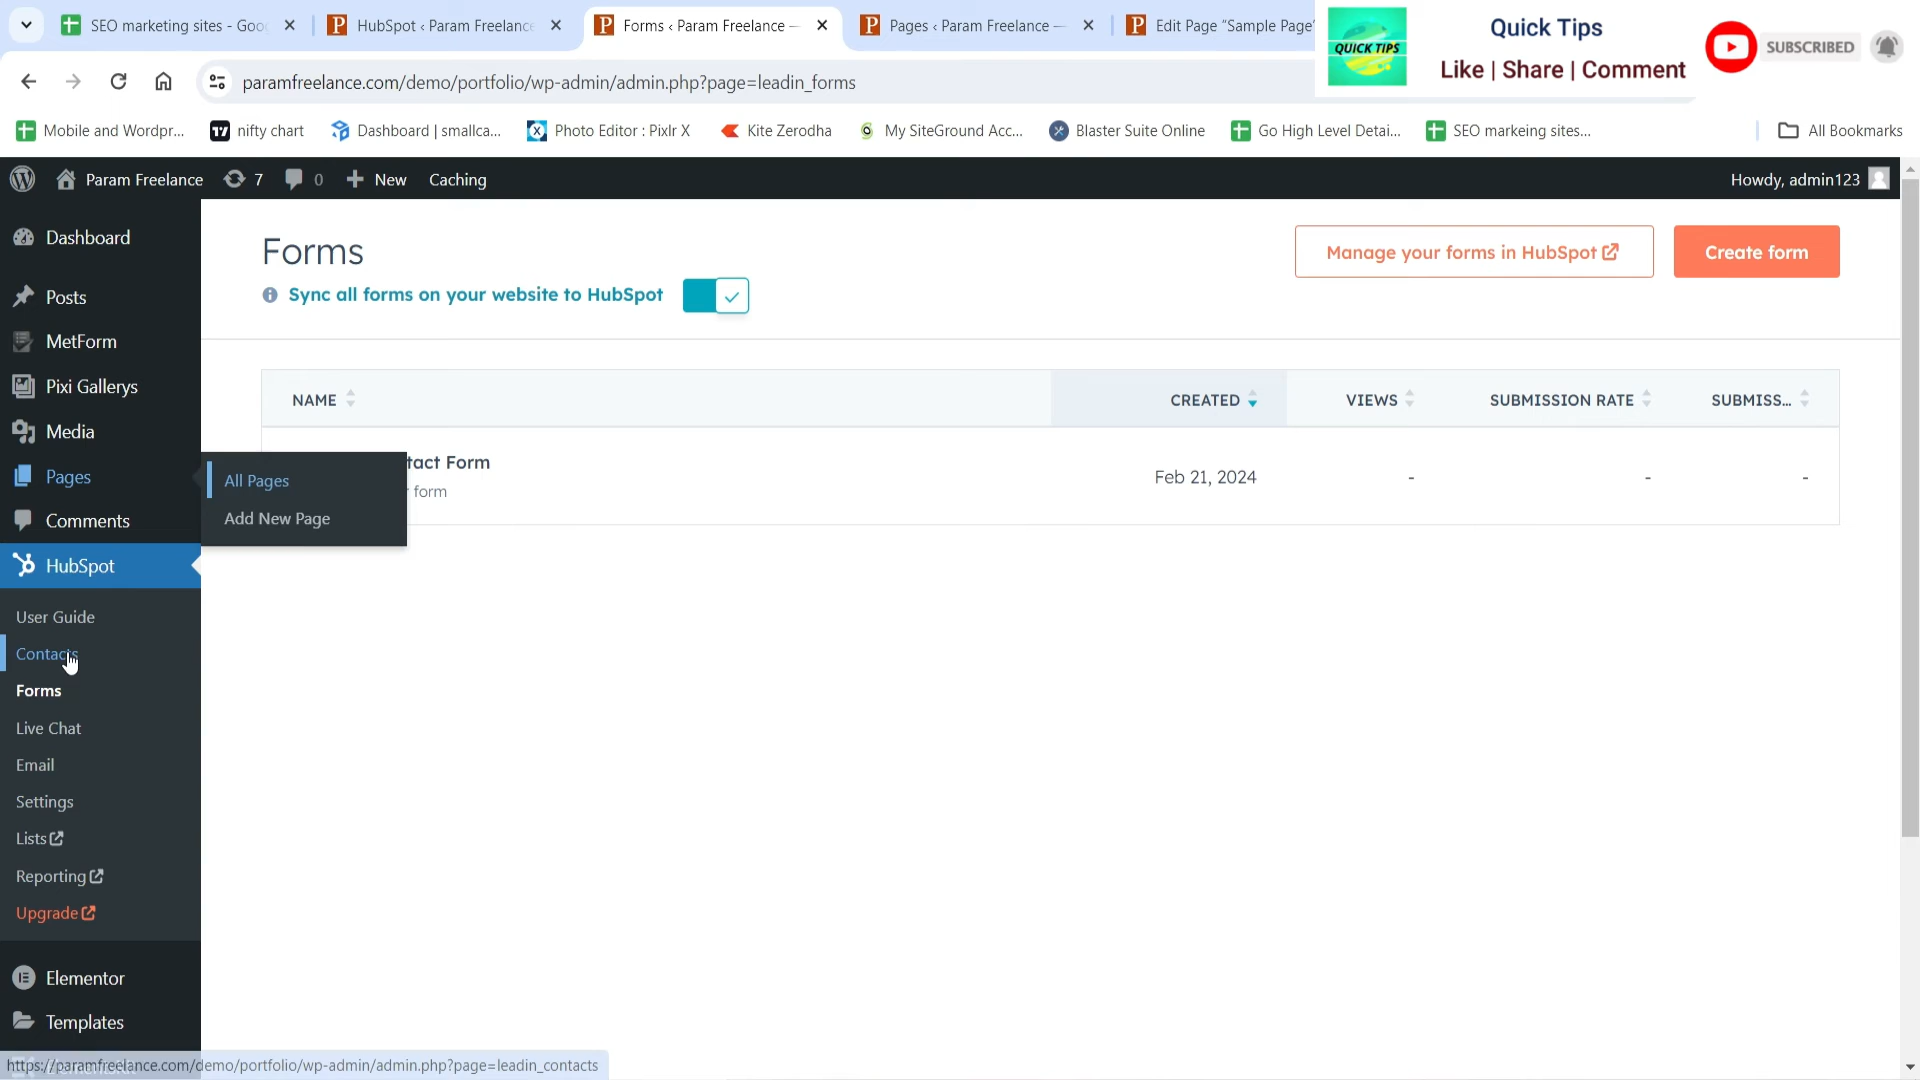 SEO marketing sites - Goo
HubSpot ‹ Param Freelance
Forms ‹ Param Freelance —
Pages ‹ Param Freelance —
Edit Page “Sample Page”
QUICK TIPS
Quick Tips
Like | Share | Comment
SUBSCRIBED
paramfreelance.com/demo/portfolio/wp-admin/admin.php?page=leadin_forms
Mobile and Wordpr...
nifty chart
Dashboard | smallca...
Photo Editor : Pixlr X
Kite Zerodha
My SiteGround Acc...
Blaster Suite Online
Go High Level Detai...
SEO markeing sites...
All Bookmarks
Param Freelance
7
0
New
Caching
Howdy, admin123
Dashboard
Posts
MetForm
Pixi Gallerys
Media
Pages
Comments
HubSpot
User Guide
Contacts
Forms
Live Chat
Email
Settings
Lists
Reporting
Upgrade
Elementor
Templates
All Pages
Add New Page
Forms
Sync all forms on your website to HubSpot
Manage your forms in HubSpot
Create form
NAME
CREATED
VIEWS
SUBMISSION RATE
SUBMISS...
tact Form
form
Feb 21, 2024
-
-
-
https://paramfreelance.com/demo/portfolio/wp-admin/admin.php?page=leadin_contacts